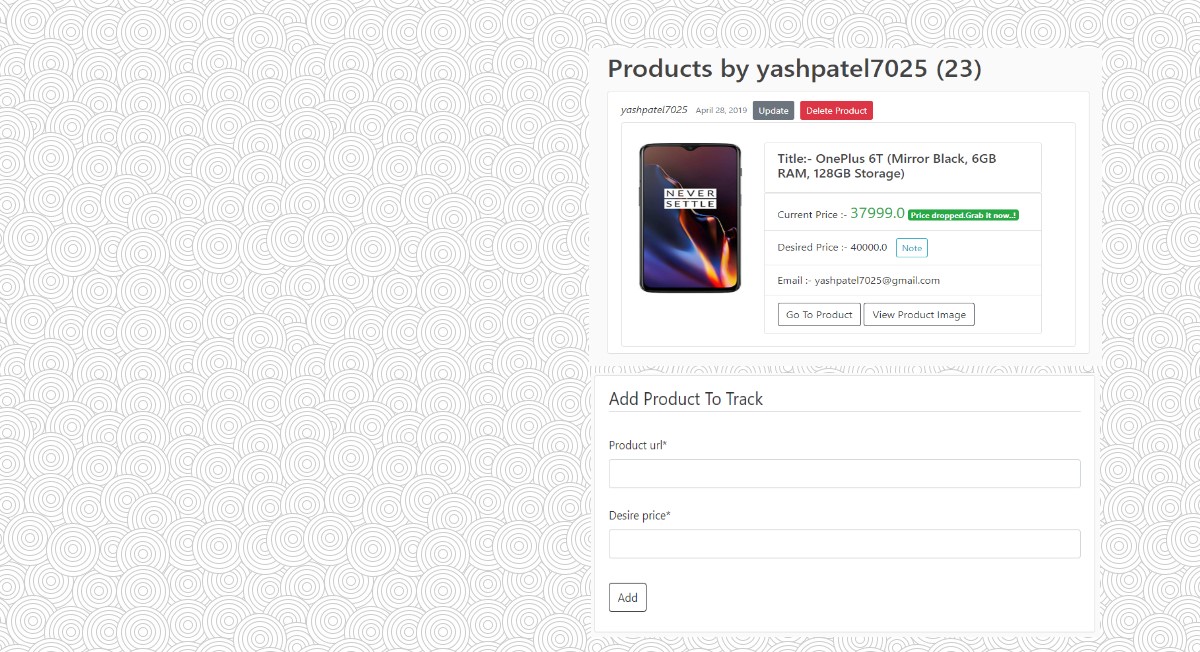 Products by yashpatel7025 (23)
yashpatel7025 April 28, 2019 Update Delete Product
NEVER
SETTLE
Title:- OnePlus 6T (Mirror Black, 6GB
RAM, 128GB Storage)
Current Price :- 37999.0 Price dropped.Grab It now..!
Desired Price :- 40000.0 Note
Email :- yashpatel7025@gmail.com
Go To Product View Product Image
Add Product To Track
Product url*
Desire price*
Add